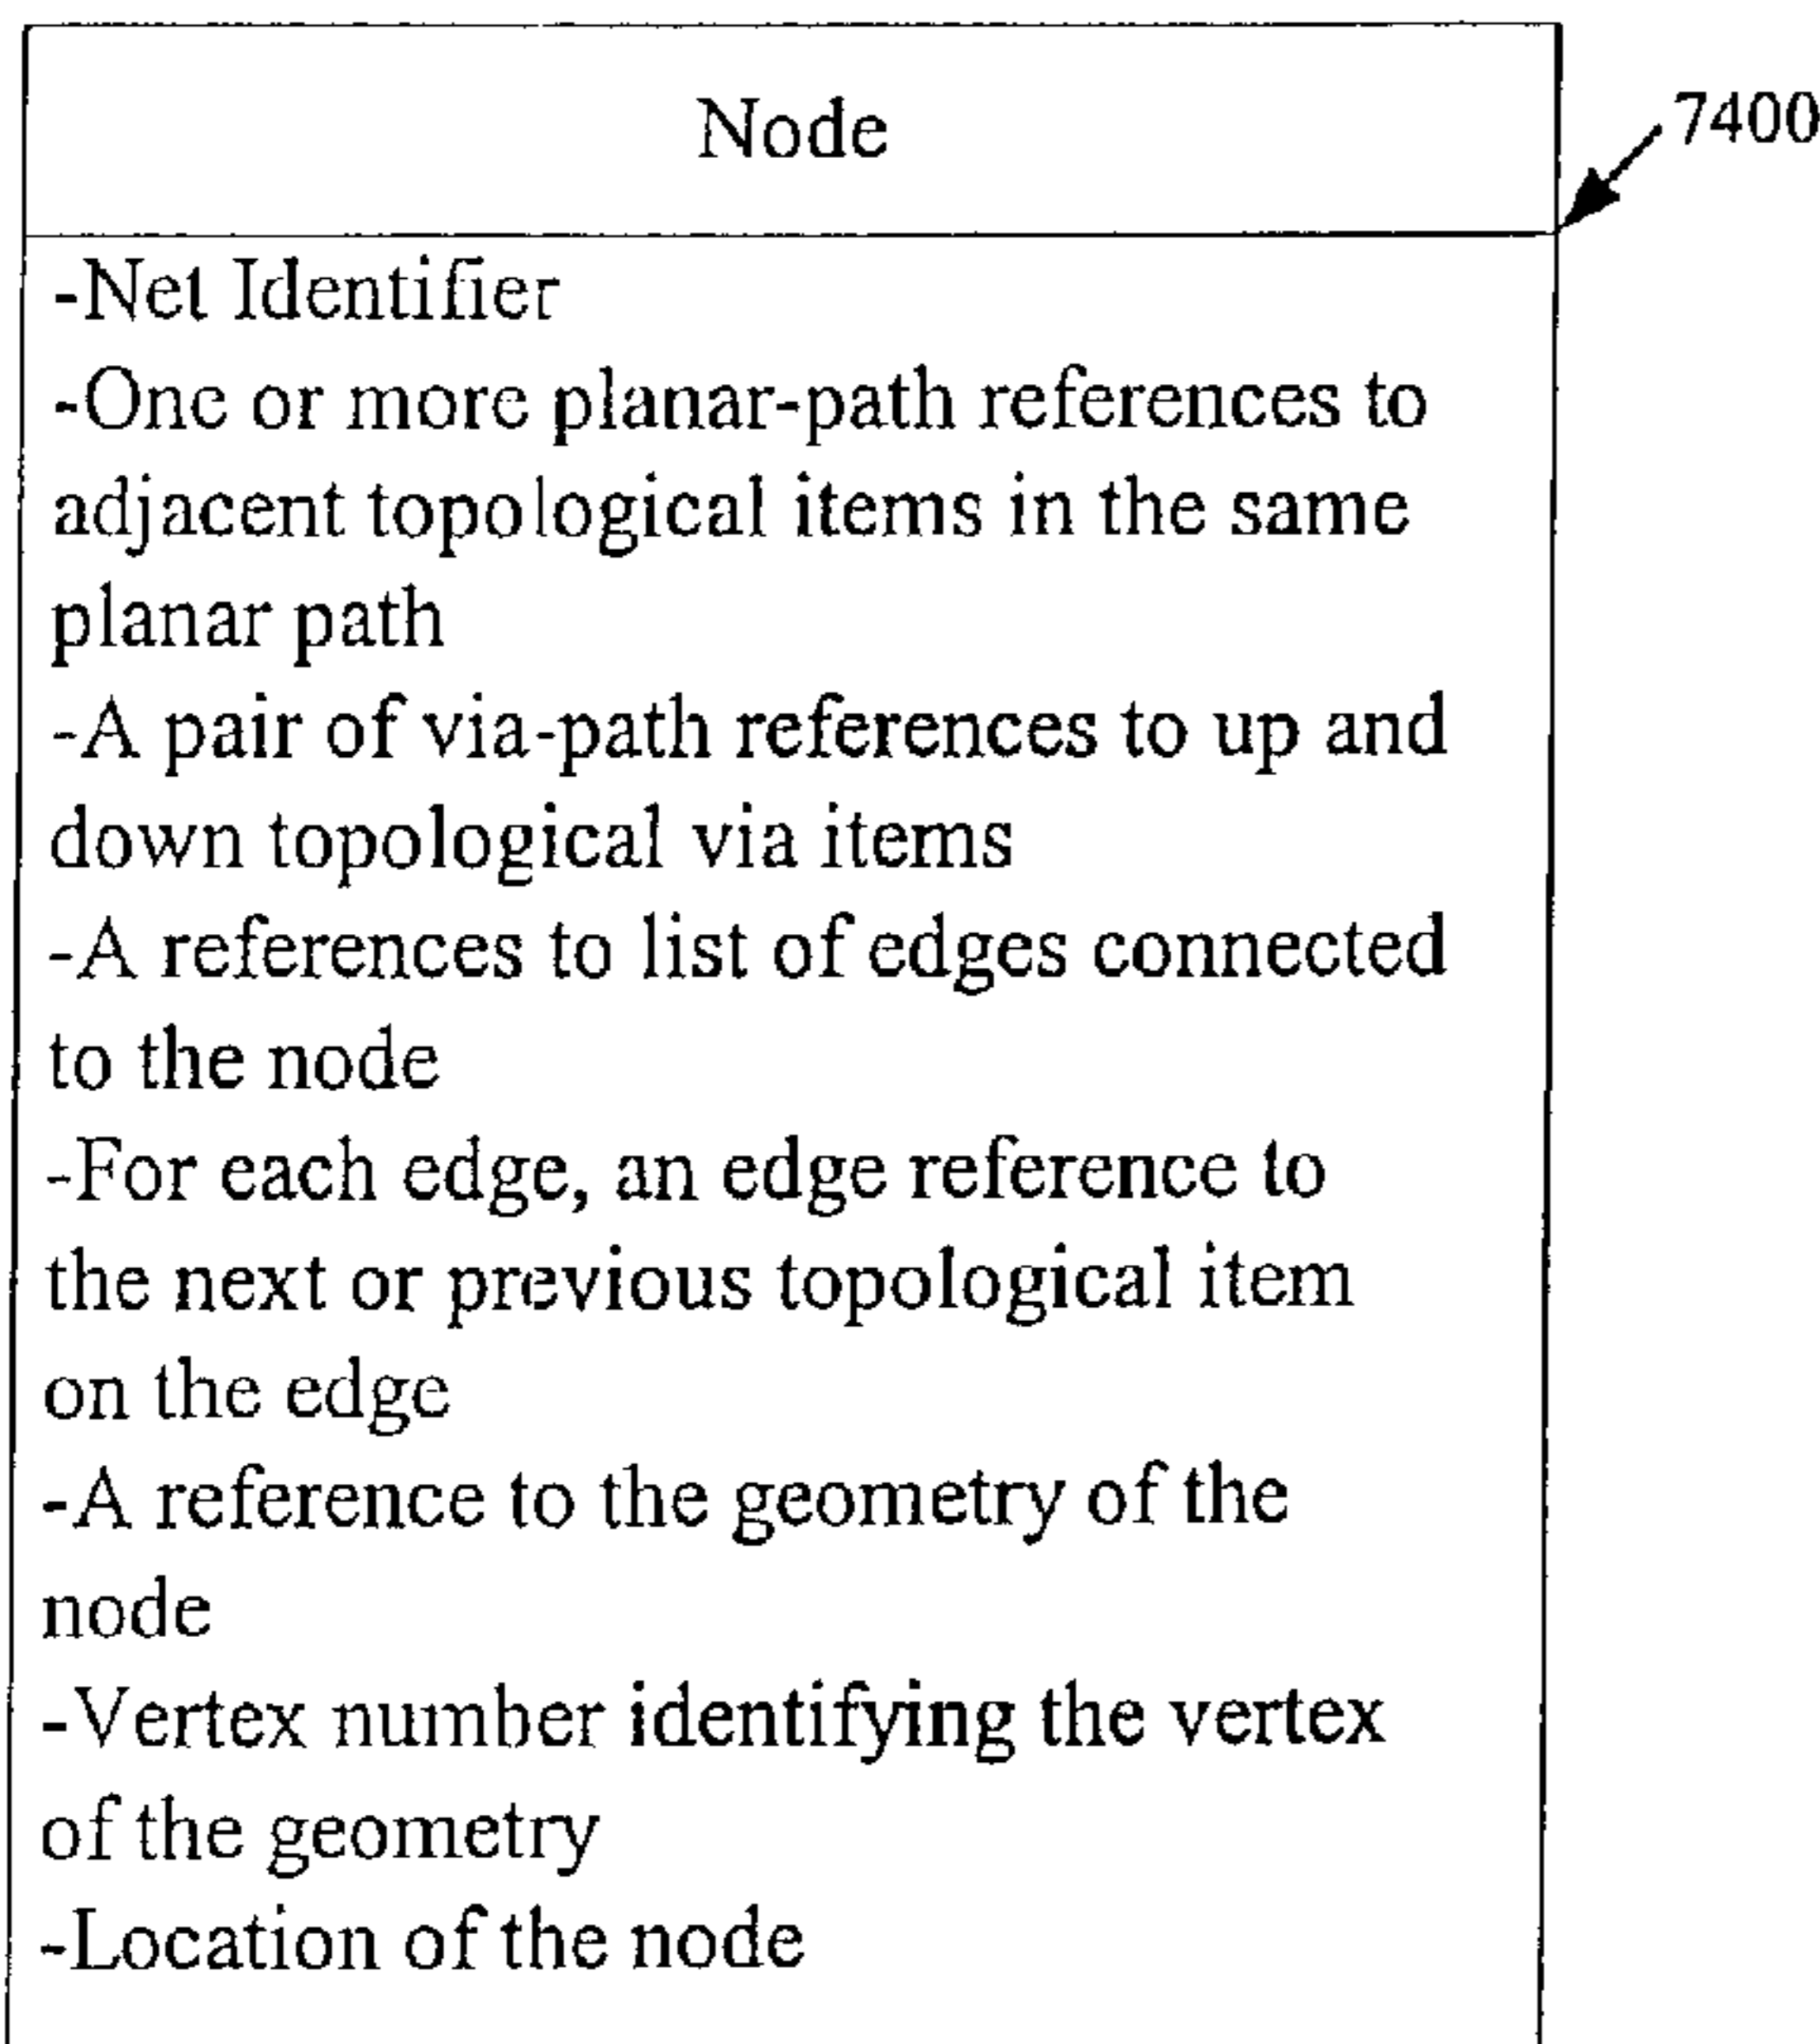 Node
7400
-Net Identifier
-One or more planar-path references to
adjacent topological items in the same
planar path
-A pair of via-path references to up and
down topological via items
-A references to list of edges connected
to the node
-For each edge, an edge reference to
the next or previous topological item
on the edge
-A reference to the geometry of the
node
-Vertex number identifying the vertex
of the geometry
-Location of the node